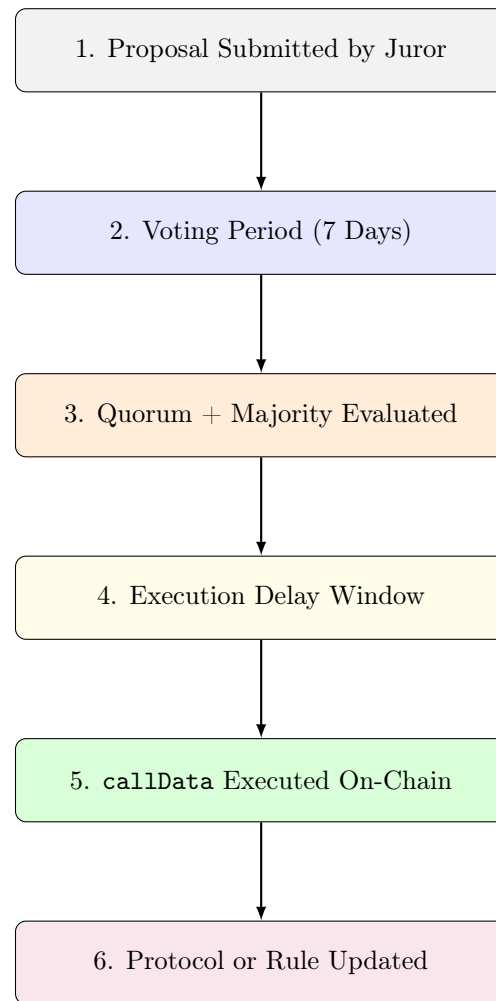 1. Proposal Submitted by Juror
2. Voting Period (7 Days)
3. Quorum + Majority Evaluated
4. Execution Delay Window
5. callData Executed On-Chain
6. Protocol or Rule Updated